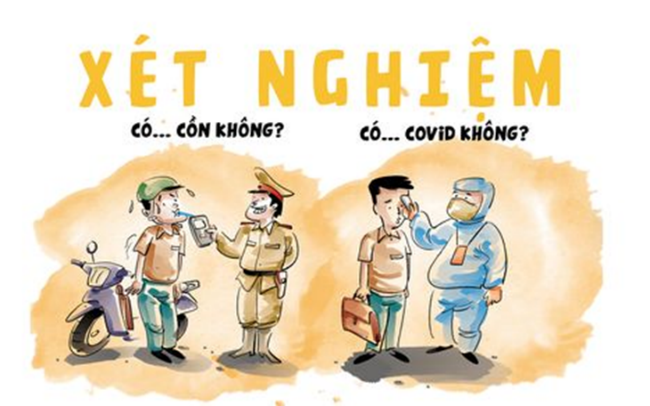 XÉT NGHIỆM
CÓ... CỒN KHÔNG?
CÓ... COViD KHÔNG?